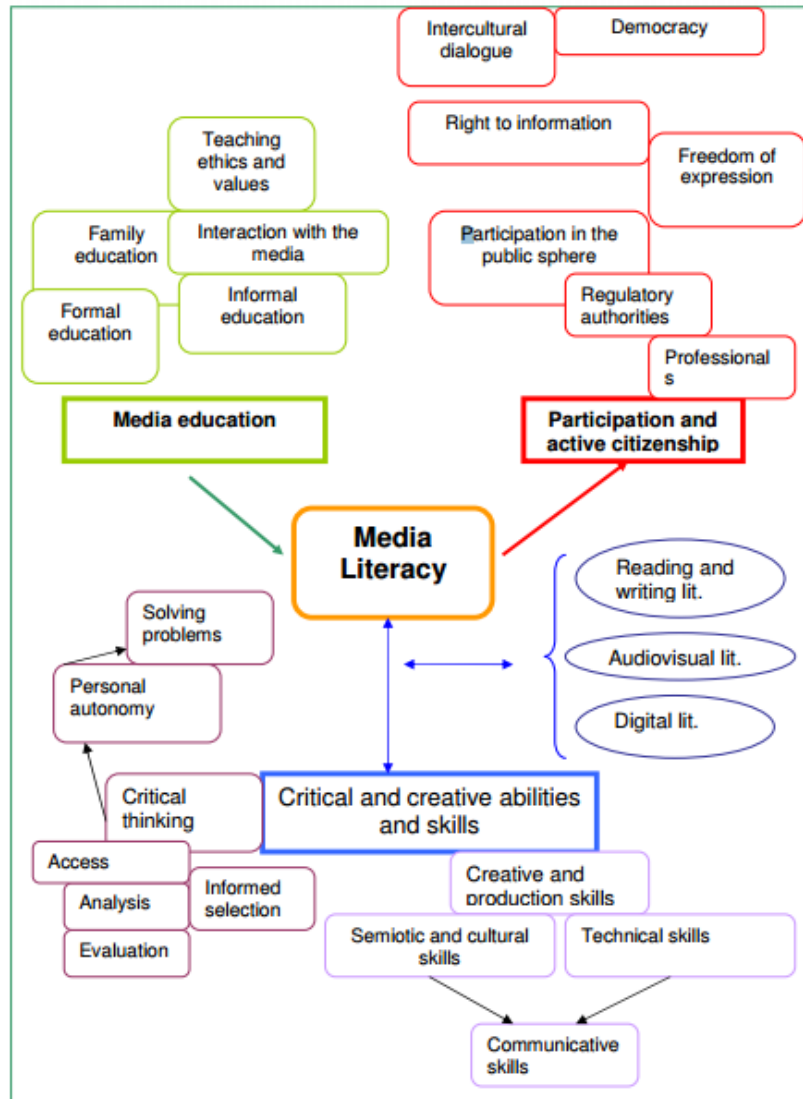 Intercultural
dialogue
Democracy
Right to information
Freedom of
expression
Teaching
ethics and
values
Family
education
Interaction with the
media
Participation in the
public sphere
Formal
education
Informal
education
Regulatory
authorities
Professional
s
Media education
Participation and
active citizenship
Media
Literacy
Reading and
writing lit.
Audiovisual lit.
Digital lit.
Solving
problems
Personal
autonomy
Critical
thinking
Critical and creative abilities
and skills
Access
Analysis
Informed
selection
Evaluation
Creative and
production skills
Semiotic and cultural
skills
Technical skills
Communicative
skills